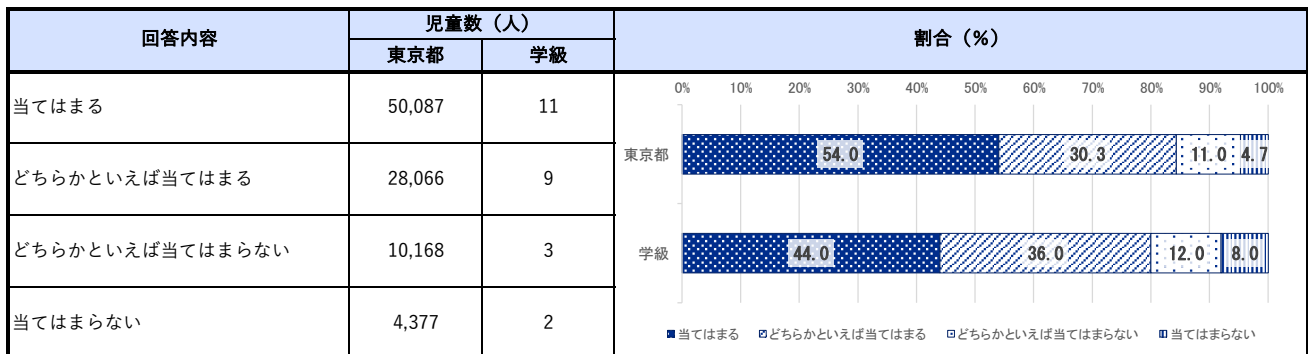 回答内容 児童数（人） 割合（％）
東京都 学級
当てはまる 50,087 11
どちらかといえば当てはまる 28,066 9
どちらかといえば当てはまらない 10,168 3
当てはまらない 4,377 2
0% 10% 20% 30% 40% 50% 60% 70% 80% 90% 100%
東京都 54.0 30.3 11.0 4.7
学級 44.0 36.0 12.0 8.0
当てはまる どちらかといえば当てはまる どちらかといえば当てはまらない 当てはまらない